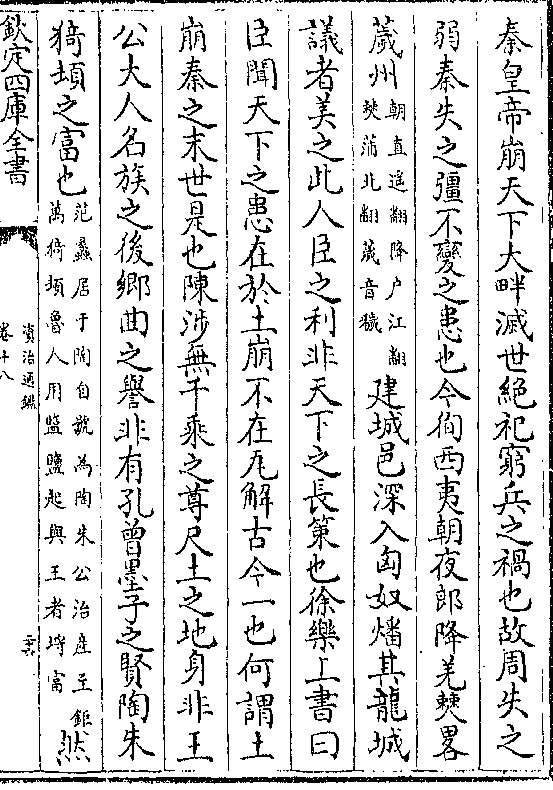 秦皇帝崩天下大畔滅世絶祀窮兵之禍也故周失之
弱秦失之彊不變之患也今徇西夷朝夜郎降羌僰畧
薉州朝直遥翻降户江翻僰蒲北翻薉音穢建城邑深入匈奴燔其龍城
議者美之此人臣之利非天下之長策也徐樂上書曰
臣聞天下之患在於土崩不在瓦解古今一也何謂土
崩秦之末世是也陳涉無千乘之尊尺土之地身非王
公大人名族之後鄉曲之譽非有孔曾墨子之賢陶朱
猗頓之富也范蠡居于陶自號為陶朱公治産至鉅萬猗頓魯人用盬鹽起與王者埒富然
欽定四庫全書
資治通鑑
卷十八